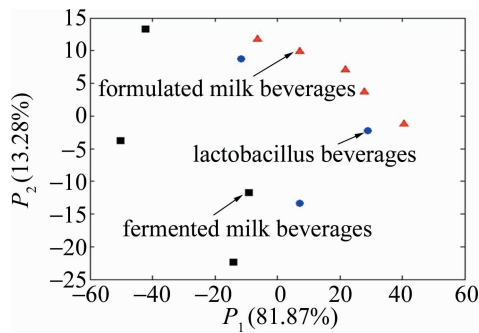 15
10
5
0
−5
−10
−15
−20
−25
P2(13.28%)
formulated milk beverages
lactobacillus beverages
fermented milk beverages
−60 −40 −20 0 20 40 60
P1(81.87%)